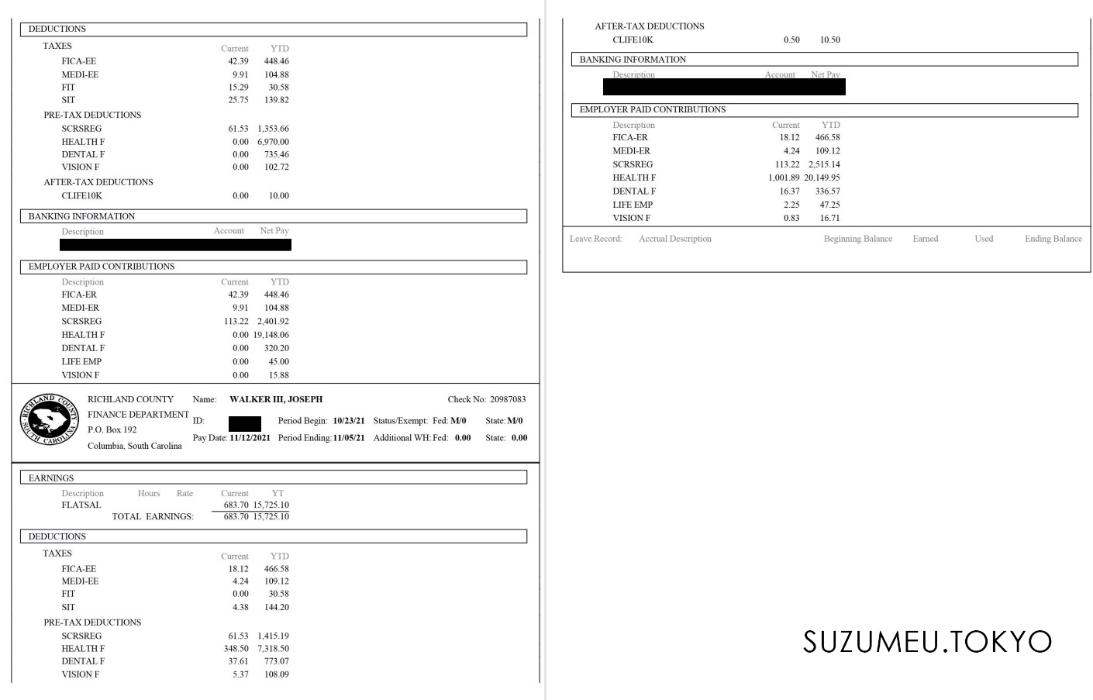 DEDUCTIONS
TAXES Current YTD
FICA-EE 42.39 448.46
MEDI-EE 9.91 104.88
FIT 15.29 30.58
SIT 25.75 139.82
PRE-TAX DEDUCTIONS
SCRSREG 61.53 1,353.66
HEALTH F 0.00 6,970.00
DENTAL F 0.00 735.46
VISION F 0.00 102.72
AFTER-TAX DEDUCTIONS
CLIFE10K 0.00 10.00
BANKING INFORMATION
Description Account Net Pay
EMPLOYER PAID CONTRIBUTIONS
Description Current YTD
FICA-ER 42.39 448.46
MEDI-ER 9.91 104.88
SCRSREG 113.22 2,401.92
HEALTH F 0.00 19,148.06
DENTAL F 0.00 320.20
LIFE EMP 0.00 45.00
VISION F 0.00 15.88
RICHLAND COUNTY
SOUTH CAROLINA
RICHLAND COUNTY Name: WALKER III, JOSEPH Check No: 20987083
FINANCE DEPARTMENT ID: Period Begin: 10/23/21 Status/Exempt: Fed: M/0 State: M/0
P.O. Box 192
Pay Date: 11/12/2021 Period Ending: 11/05/21 Additional WH: Fed: 0.00 State: 0.00
Columbia, South Carolina
EARNINGS
Description Hours Rate Current YT
FLATSAL 683.70 15,725.10
TOTAL EARNINGS: 683.70 15,725.10
DEDUCTIONS
TAXES Current YTD
FICA-EE 18.12 466.58
MEDI-EE 4.24 109.12
FIT 0.00 30.58
SIT 4.38 144.20
PRE-TAX DEDUCTIONS
SCRSREG 61.53 1,415.19
HEALTH F 348.50 7,318.50
DENTAL F 37.61 773.07
VISION F 5.37 108.09
AFTER-TAX DEDUCTIONS
CLIFE10K 0.50 10.50
BANKING INFORMATION
Description Account Net Pay
EMPLOYER PAID CONTRIBUTIONS
Description Current YTD
FICA-ER 18.12 466.58
MEDI-ER 4.24 109.12
SCRSREG 113.22 2,515.14
HEALTH F 1,001.89 20,149.95
DENTAL F 16.37 336.57
LIFE EMP 2.25 47.25
VISION F 0.83 16.71
Leave Record: Accrual Description Beginning Balance Earned Used Ending Balance
SUZUMEU.TOKYO